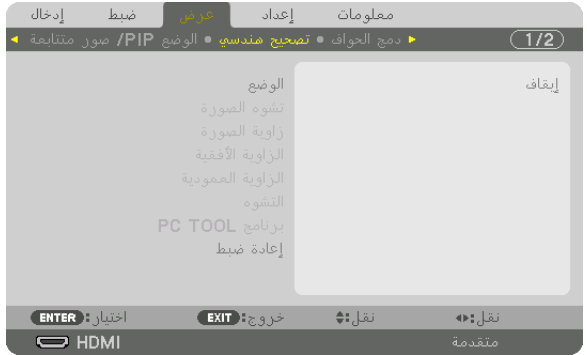 إدخال ضبط عرض إعداد معلومات
◄ الوضع PIP/ صور متتابعة ● تصحيح هندسي ● دمج الحواف ► 1/2
الوضع إيقاف
تشوه الصورة
زاوية الصورة
الزاوية الأفقية
الزاوية العمودية
التشوه
برنامج PC TOOL
إعادة ضبط
ENTER :اختيار EXIT :خروج نقل: نقل:
HDMI متقدمة